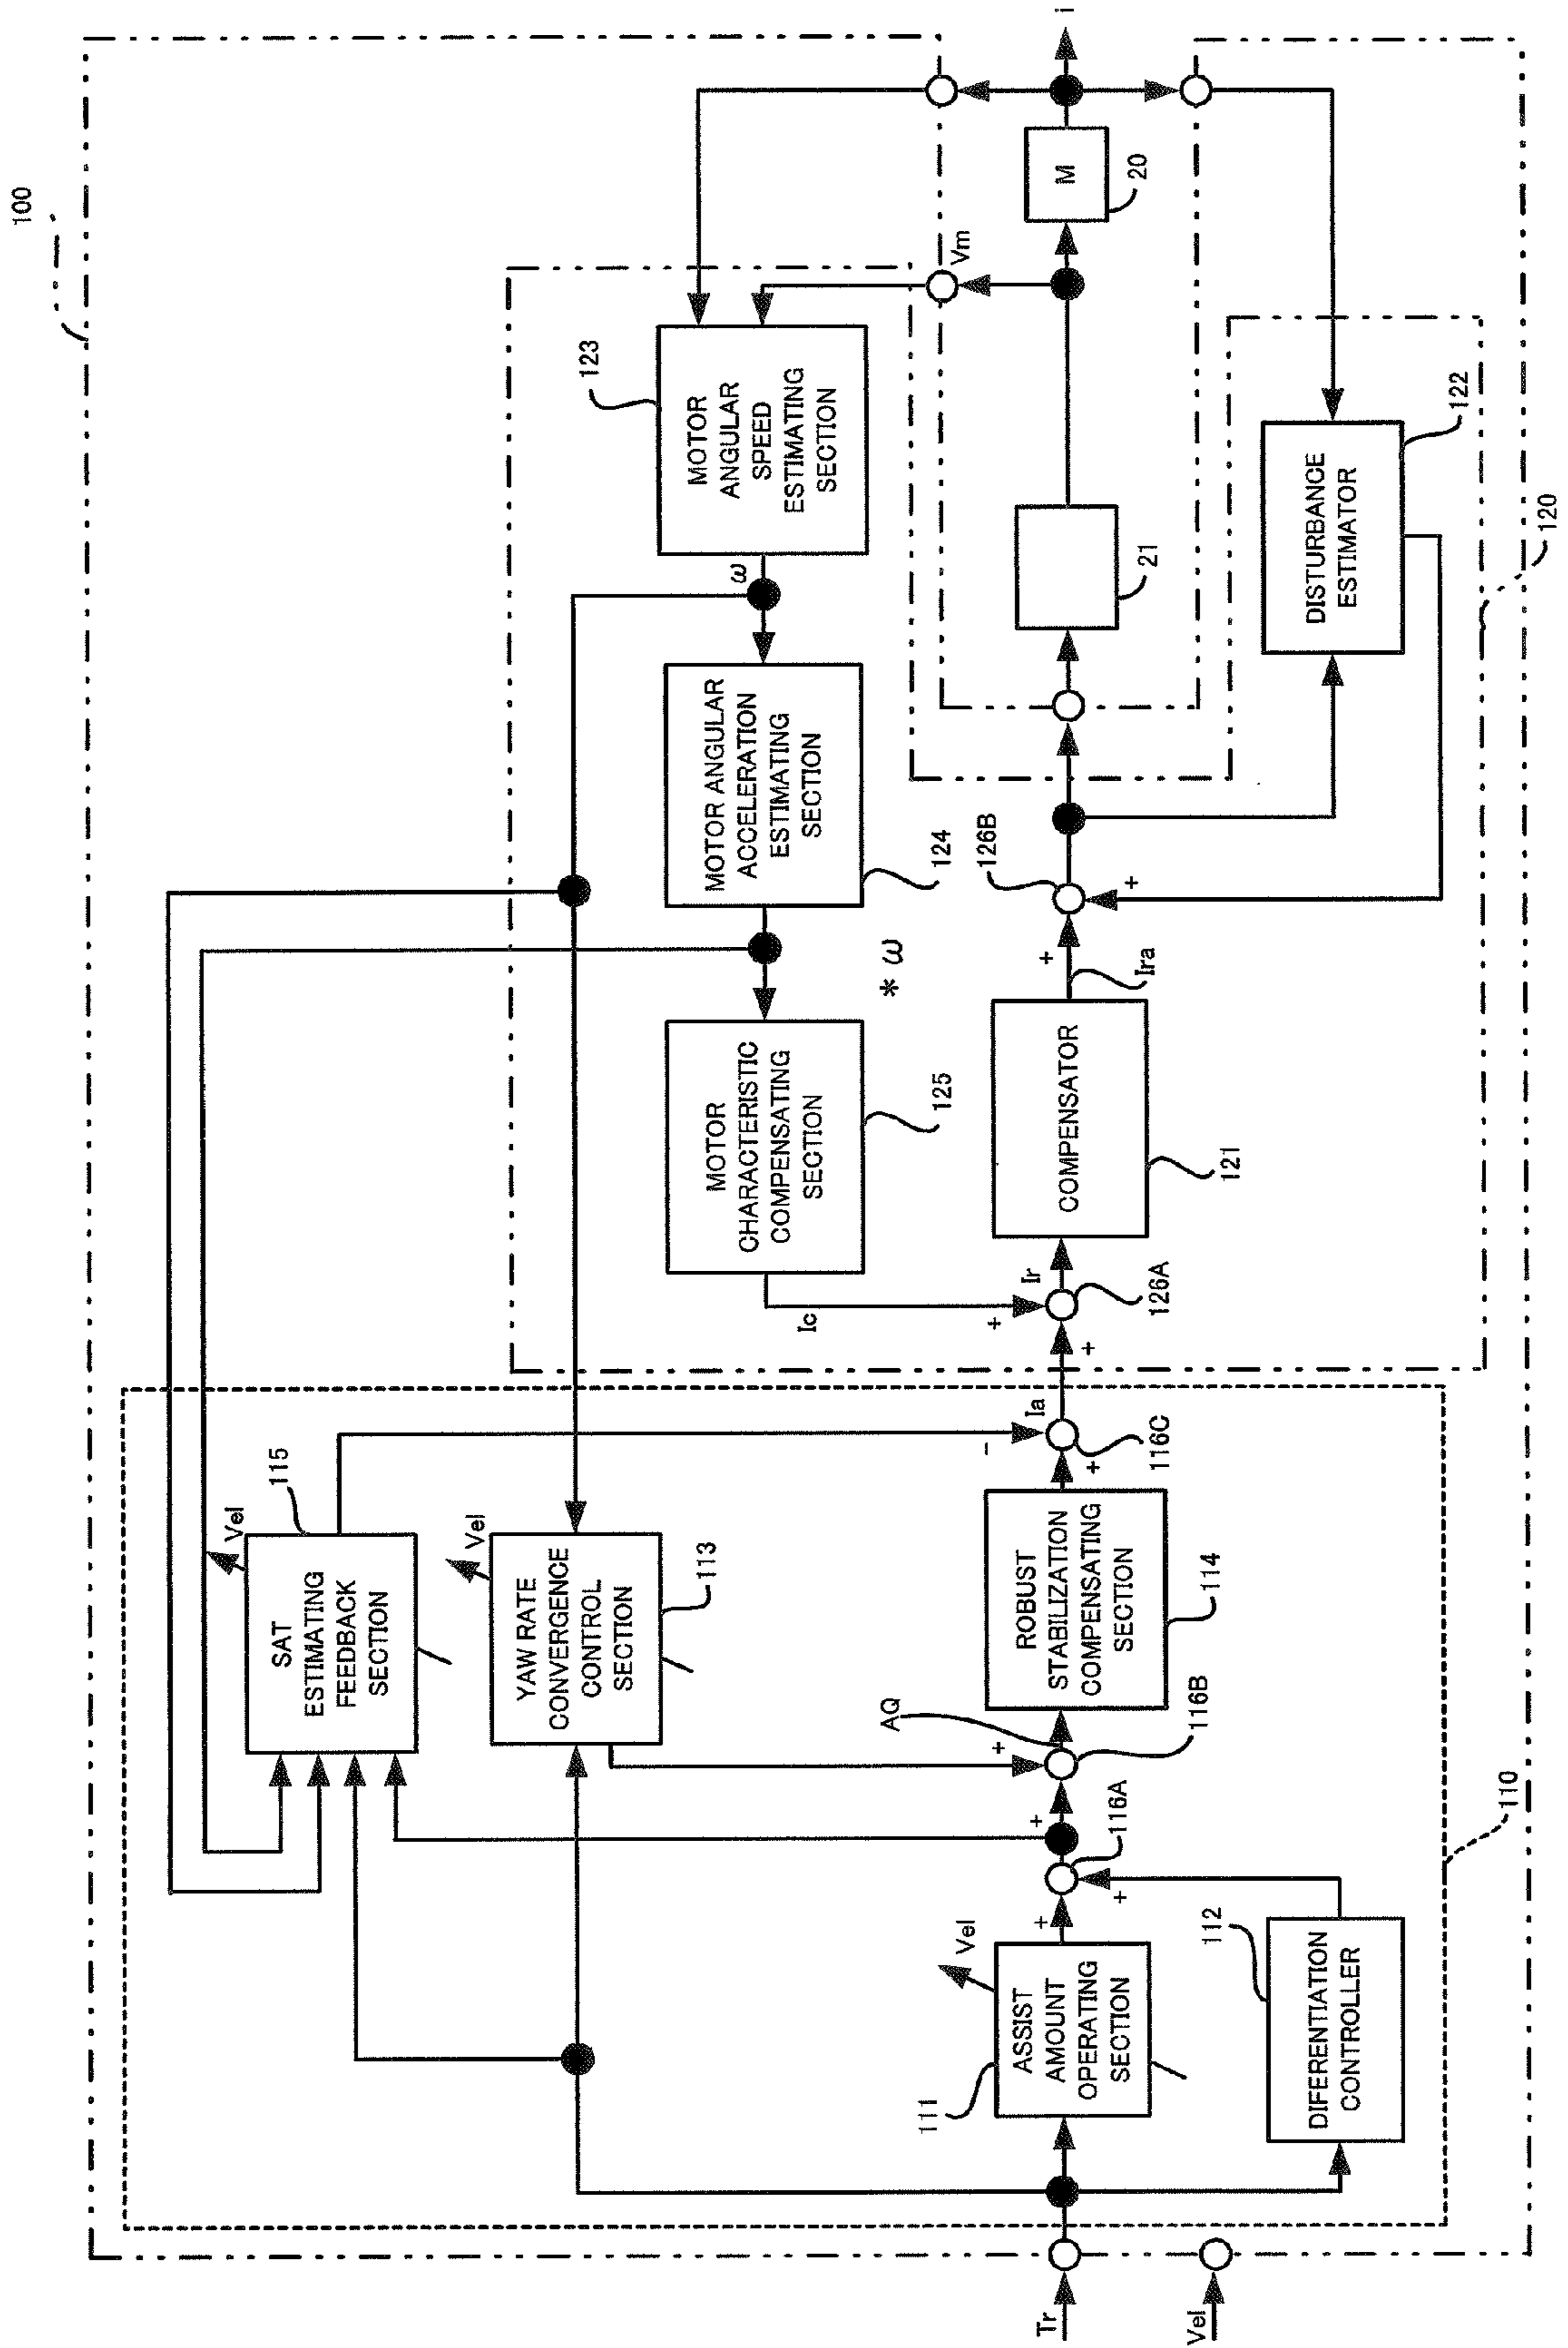 100
Tr
Vel
111
ASSIST
AMOUNT
OPERATING
SECTION
Vel
112
DIFERENTIATION
CONTROLLER
+
+
116A
+
110
SAT
ESTIMATING
FEEDBACK
SECTION
115
Vel
YAW RATE
CONVERGENCE
CONTROL
SECTION
113
Vel
+
AQ
116B
ROBUST
STABILIZATION
COMPENSATING
SECTION
114
-
+
Ia
116C
+
+
Ic
Ir
126A
MOTOR
CHARACTERISTIC
COMPENSATING
SECTION
125
COMPENSATOR
121
Ira
+
126B
+
* ω
MOTOR ANGULAR
ACCELERATION
ESTIMATING
SECTION
124
ω
MOTOR
ANGULAR
SPEED
ESTIMATING
SECTION
123
21
Vm
M
20
i
DISTURBANCE
ESTIMATOR
122
120